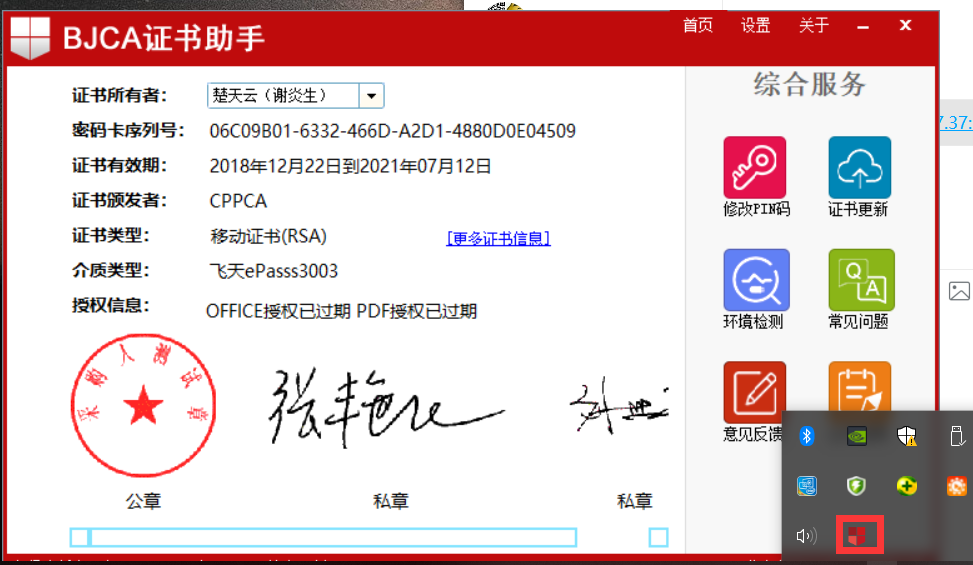 BJCA证书助手
首页 设置 关于
证书所有者： 楚天云（谢炎生）
密码卡序列号： 06C09B01-6332-466D-A2D1-4880D0E04509
证书有效期： 2018年12月22日到2021年07月12日
证书颁发者： CPPCA
证书类型： 移动证书(RSA) [更多证书信息]
介质类型： 飞天ePasss3003
授权信息： OFFICE授权已过期 PDF授权已过期
采购人测试章
公章 私章 私章
综合服务
修改PIN码 证书更新
环境检测 常见问题
Q A
意见反馈
7.37: